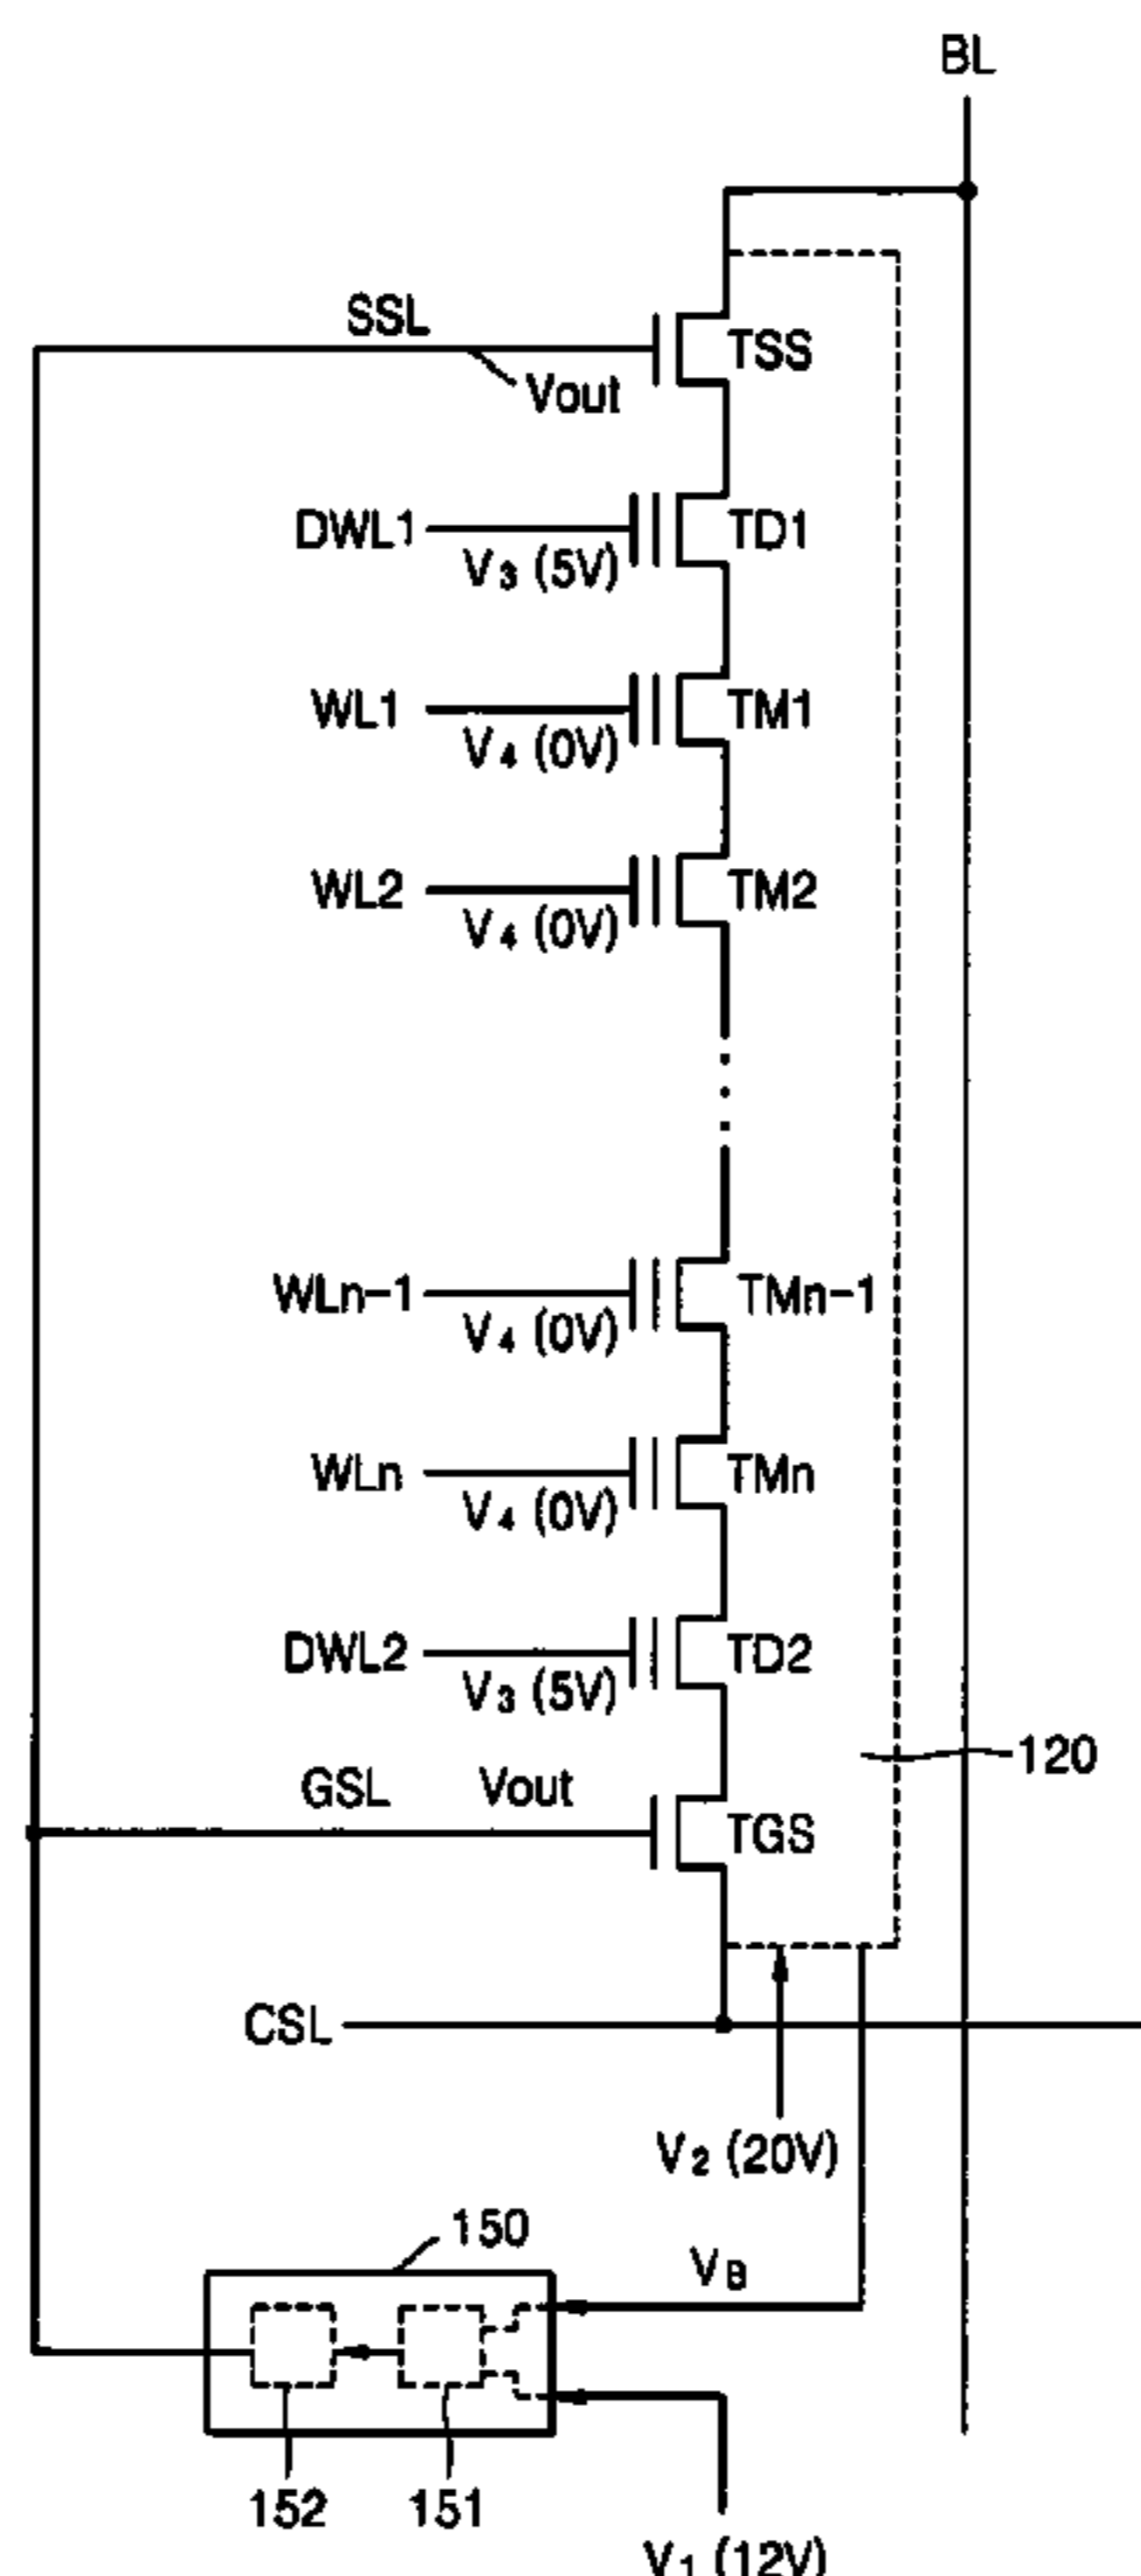 BL
SSL
TSS
Vout
DWL1
TD1
V3 (5V)
WL1
TM1
V4 (0V)
WL2
TM2
V4 (0V)
WLn-1
TMn-1
V4 (0V)
WLn
TMn
V4 (0V)
DWL2
TD2
V3 (5V)
120
GSL
Vout
TGS
CSL
V2 (20V)
150
VB
152
151
V1 (12V)